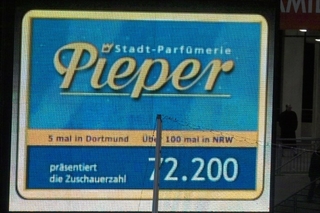 Stadt-Parfümerie
Pieper
5 mal in Dortmund Über 100 mal in NRW
präsentiert
die Zuschauerzahl
72.200